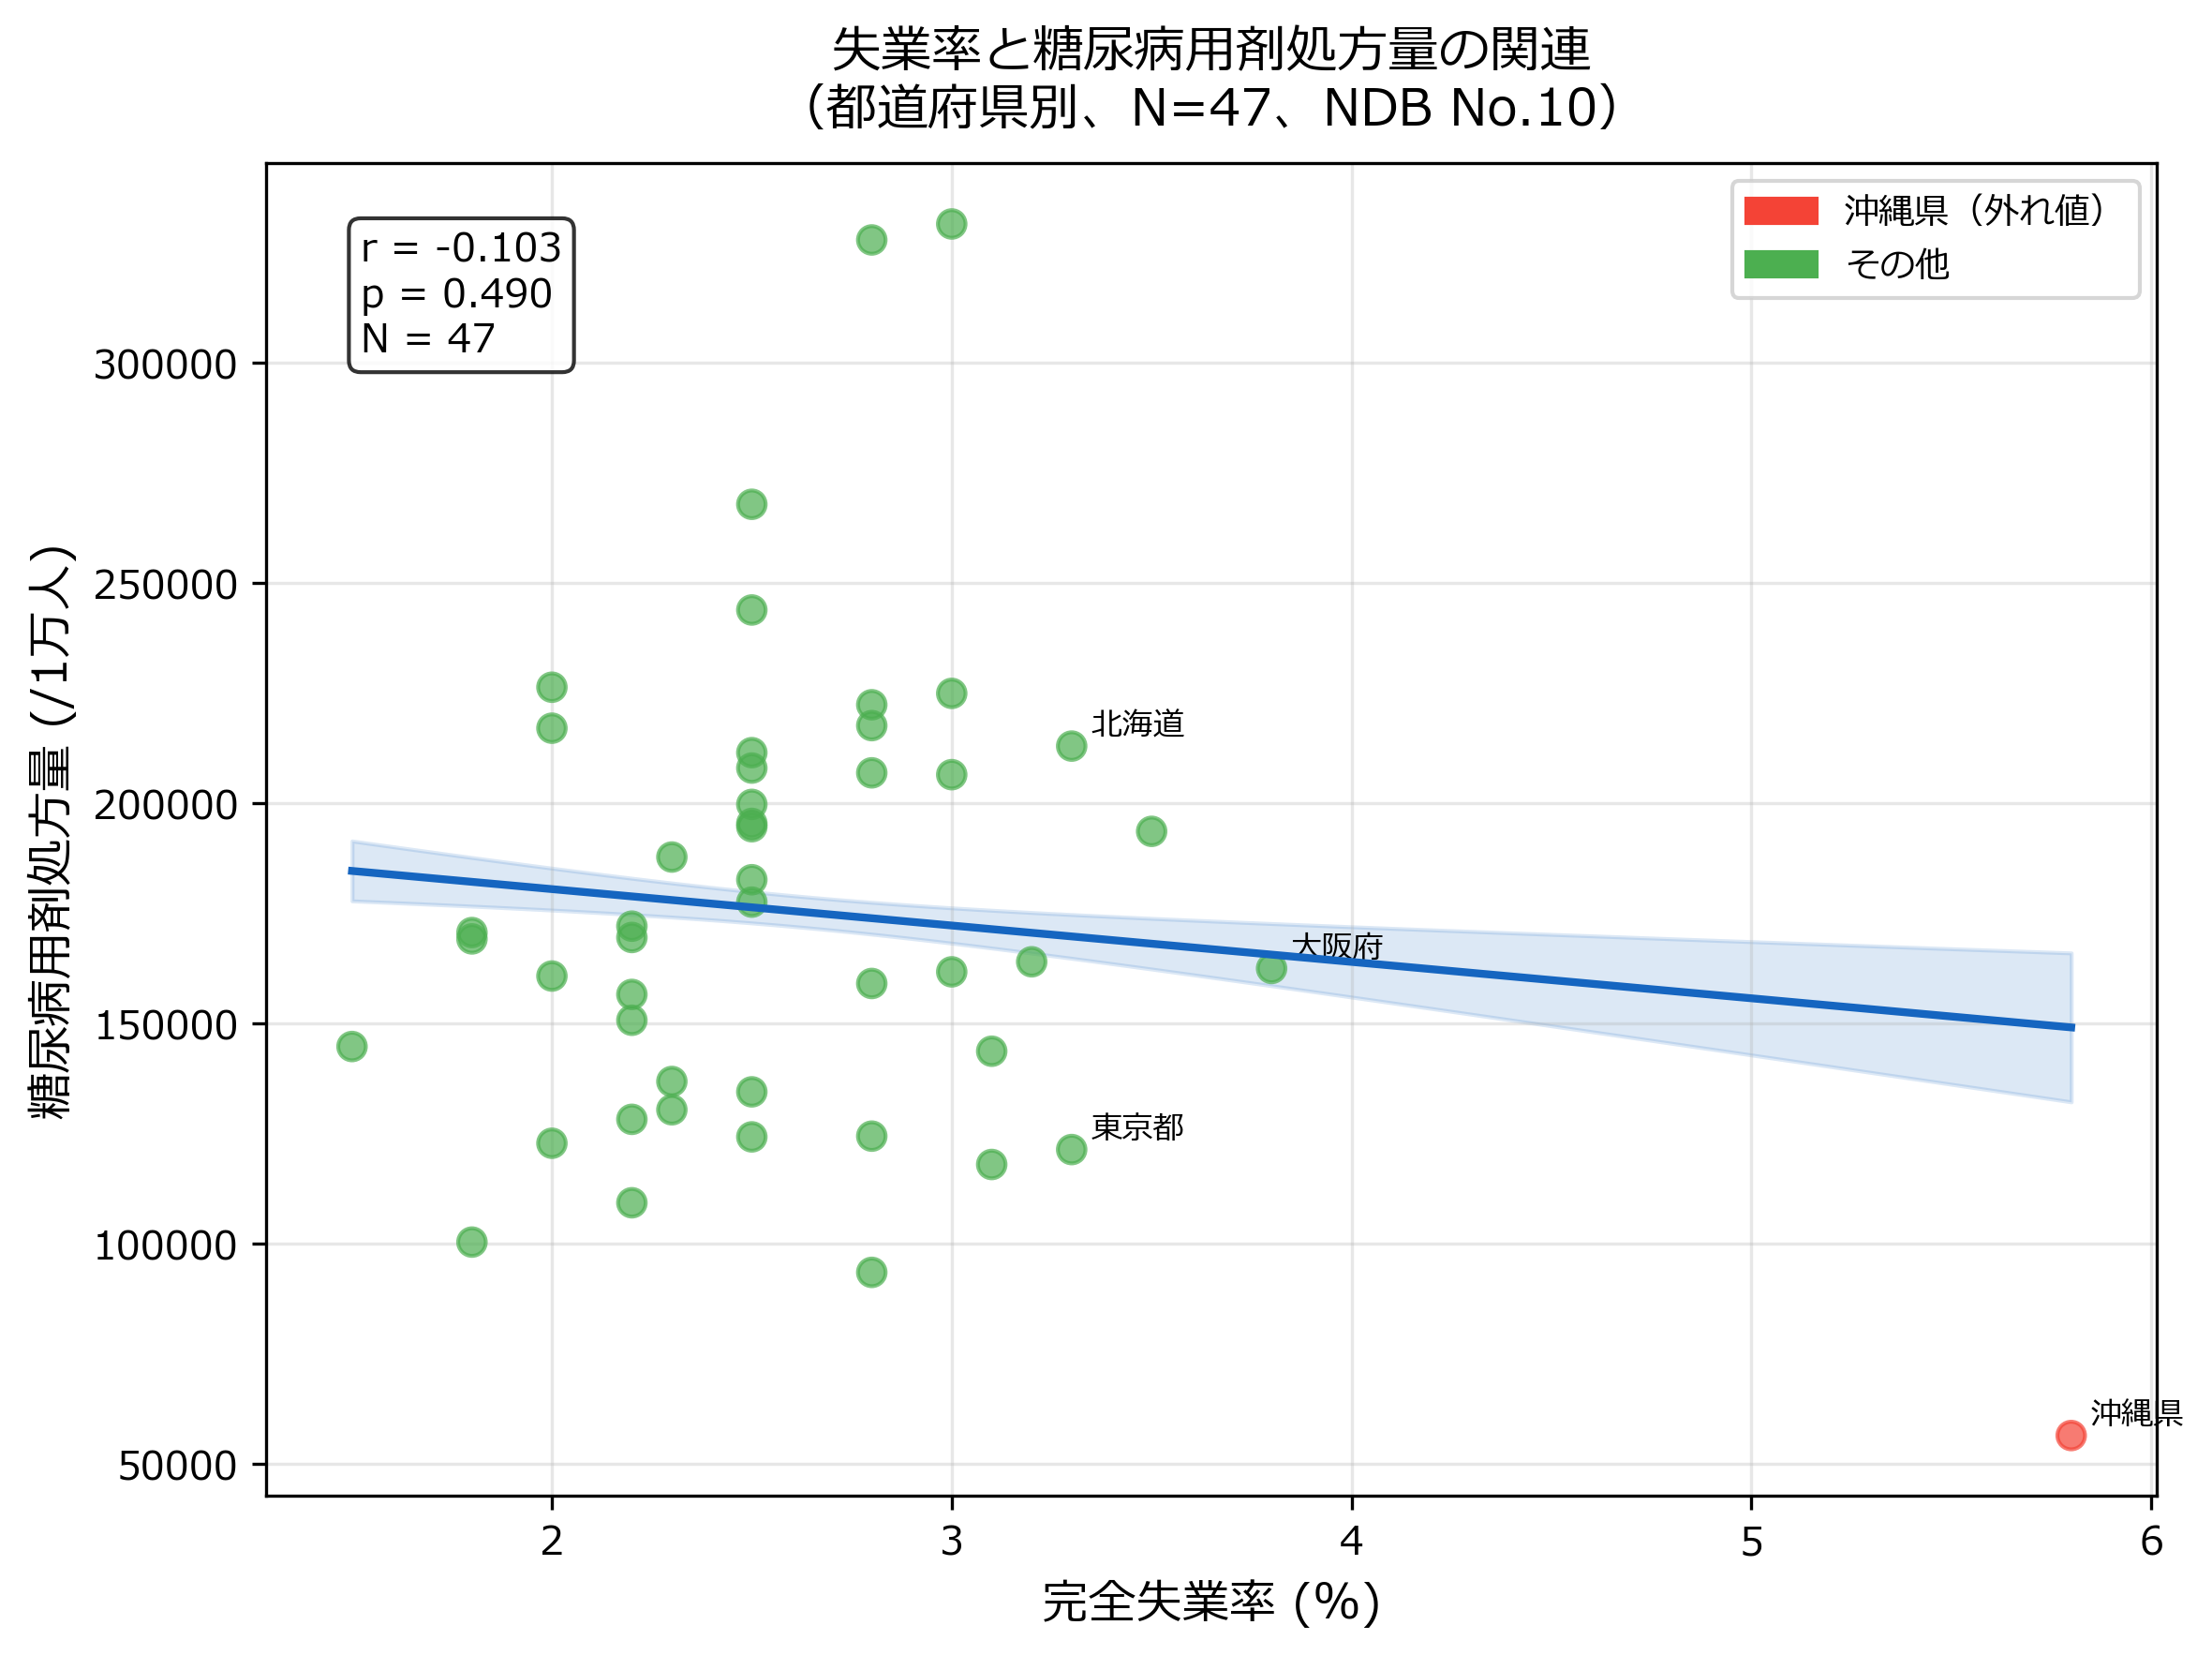 失業率と糖尿病用剤処方量の関連
（都道府県別、N=47、NDB No.10）
r = -0.103
p = 0.490
N = 47
沖縄県（外れ値）
その他
糖尿病用剤処方量 (/1万人)
300000
250000
200000
150000
100000
50000
北海道
大阪府
東京都
沖縄県
2
3
4
5
6
完全失業率 (%)